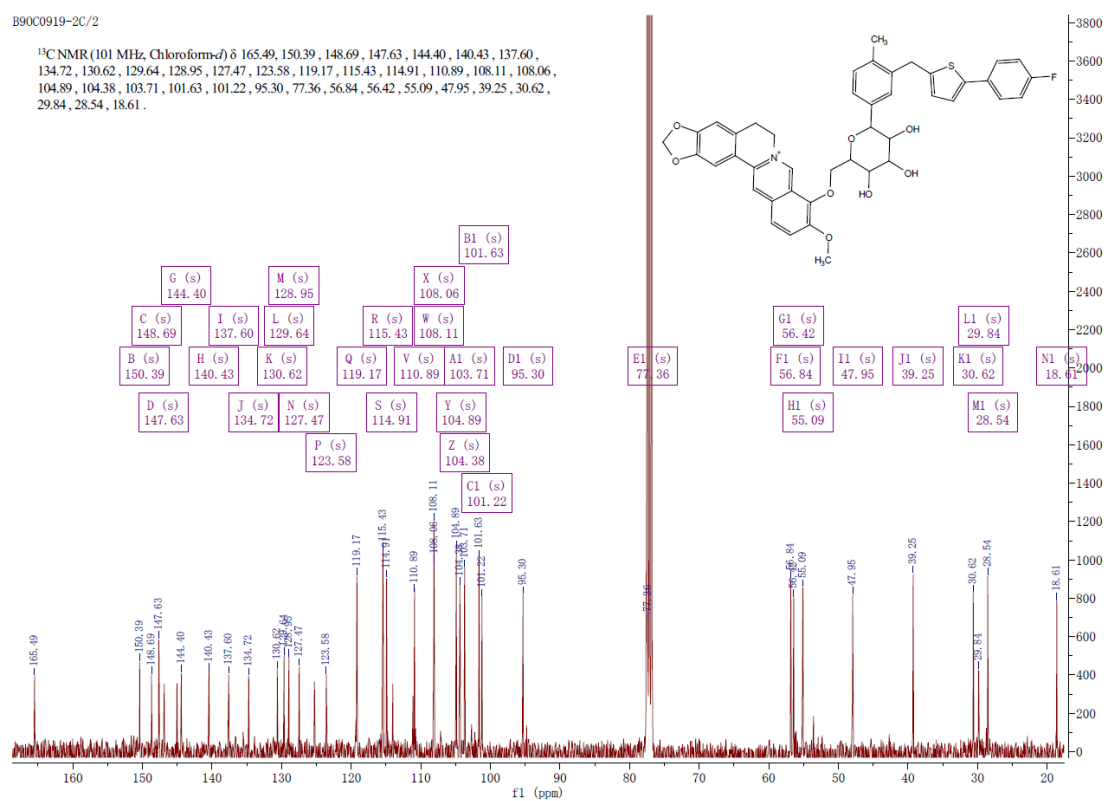 B90C0919-2C/2
¹³C NMR (101 MHz, Chloroform-d) δ 165.49, 150.39 , 148.69 , 147.63 , 144.40 , 140.43 , 137.60 ,
134.72 , 130.62 , 129.64 , 128.95 , 127.47 , 123.58 , 119.17 , 115.43 , 114.91 , 110.89 , 108.11 , 108.06 ,
104.89 , 104.38 , 103.71 , 101.63 , 101.22 , 95.30 , 77.36 , 56.84 , 56.42 , 55.09 , 47.95 , 39.25 , 30.62 ,
29.84 , 28.54 , 18.61 .
CH₃
S
F
O
OH
O
O
N⁺
O
HO
OH
O
CH₃
B1 (s)
101.63
G (s)
144.40
M (s)
128.95
X (s)
108.06
C (s)
148.69
I (s)
137.60
L (s)
129.64
R (s)
115.43
W (s)
108.11
G1 (s)
56.42
L1 (s)
29.84
B (s)
150.39
H (s)
140.43
K (s)
130.62
Q (s)
119.17
V (s)
110.89
A1 (s)
103.71
D1 (s)
95.30
E1 (s)
77.36
F1 (s)
56.84
I1 (s)
47.95
J1 (s)
39.25
K1 (s)
30.62
N1 (s)
18.61
D (s)
147.63
J (s)
134.72
N (s)
127.47
S (s)
114.91
Y (s)
104.89
H1 (s)
55.09
M1 (s)
28.54
P (s)
123.58
Z (s)
104.38
C1 (s)
101.22
165.49
150.39
148.69
147.63
144.40
140.43
137.60
134.72
130.62
129.64
128.95
127.47
123.58
119.17
115.43
114.91
110.89
108.11
108.06
104.89
104.38
103.71
101.63
101.22
95.30
77.36
56.84
56.42
55.09
47.95
39.25
30.62
29.84
28.54
18.61
3800
3600
3400
3200
3000
2800
2600
2400
2200
2000
1800
1600
1400
1200
1000
800
600
400
200
0
160 150 140 130 120 110 100 90 80 70 60 50 40 30 20
f1 (ppm)